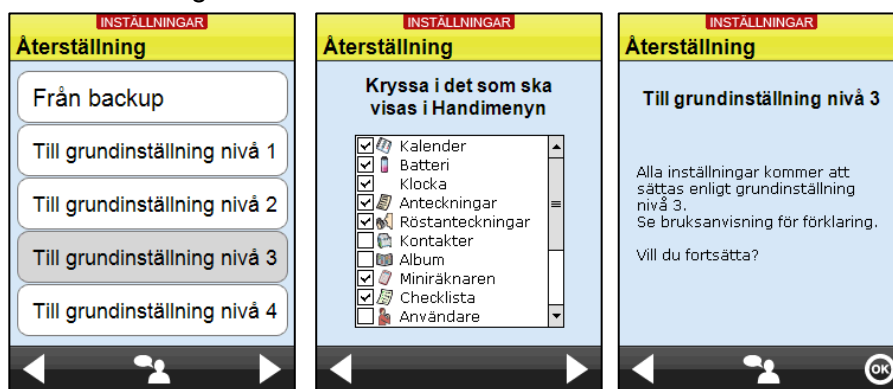 INSTÄLLNINGAR
Återställning
Från backup
Till grundinställning nivå 1
Till grundinställning nivå 2
Till grundinställning nivå 3
Till grundinställning nivå 4
INSTÄLLNINGAR
Återställning
Kryssa i det som ska
visas i Handimenyn
Kalender
Batteri
Klocka
Anteckningar
Röstanteckningar
Kontakter
Album
Miniräknaren
Checklista
Användare
INSTÄLLNINGAR
Återställning
Till grundinställning nivå 3
Alla inställningar kommer att
sättas enligt grundinställning
nivå 3.
Se bruksanvisning för förklaring.
Vill du fortsätta?
OK